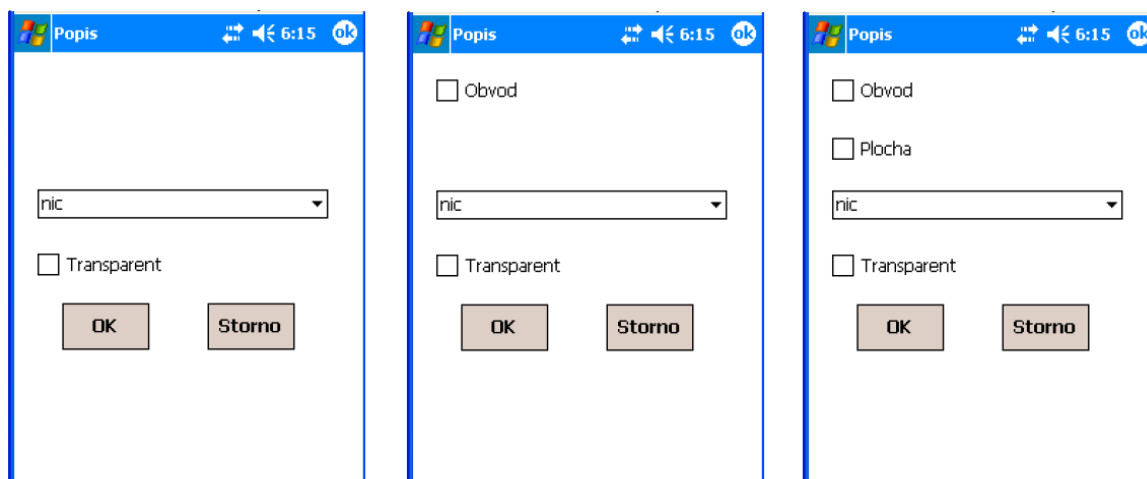 Popis 6:15 ok
nic
Transparent
OK Storno
Popis 6:15 ok
Obvod
nic
Transparent
OK Storno
Popis 6:15 ok
Obvod
Plocha
nic
Transparent
OK Storno